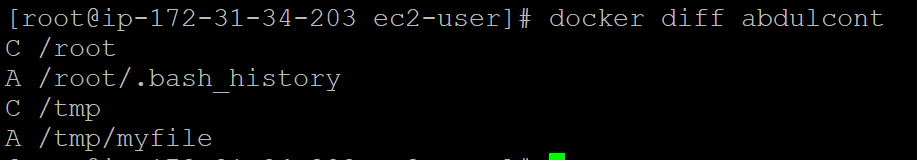 [root@ip-172-31-34-203 ec2-user]# docker diff abdulcont
C /root
A /root/.bash_history
C /tmp
A /tmp/myfile